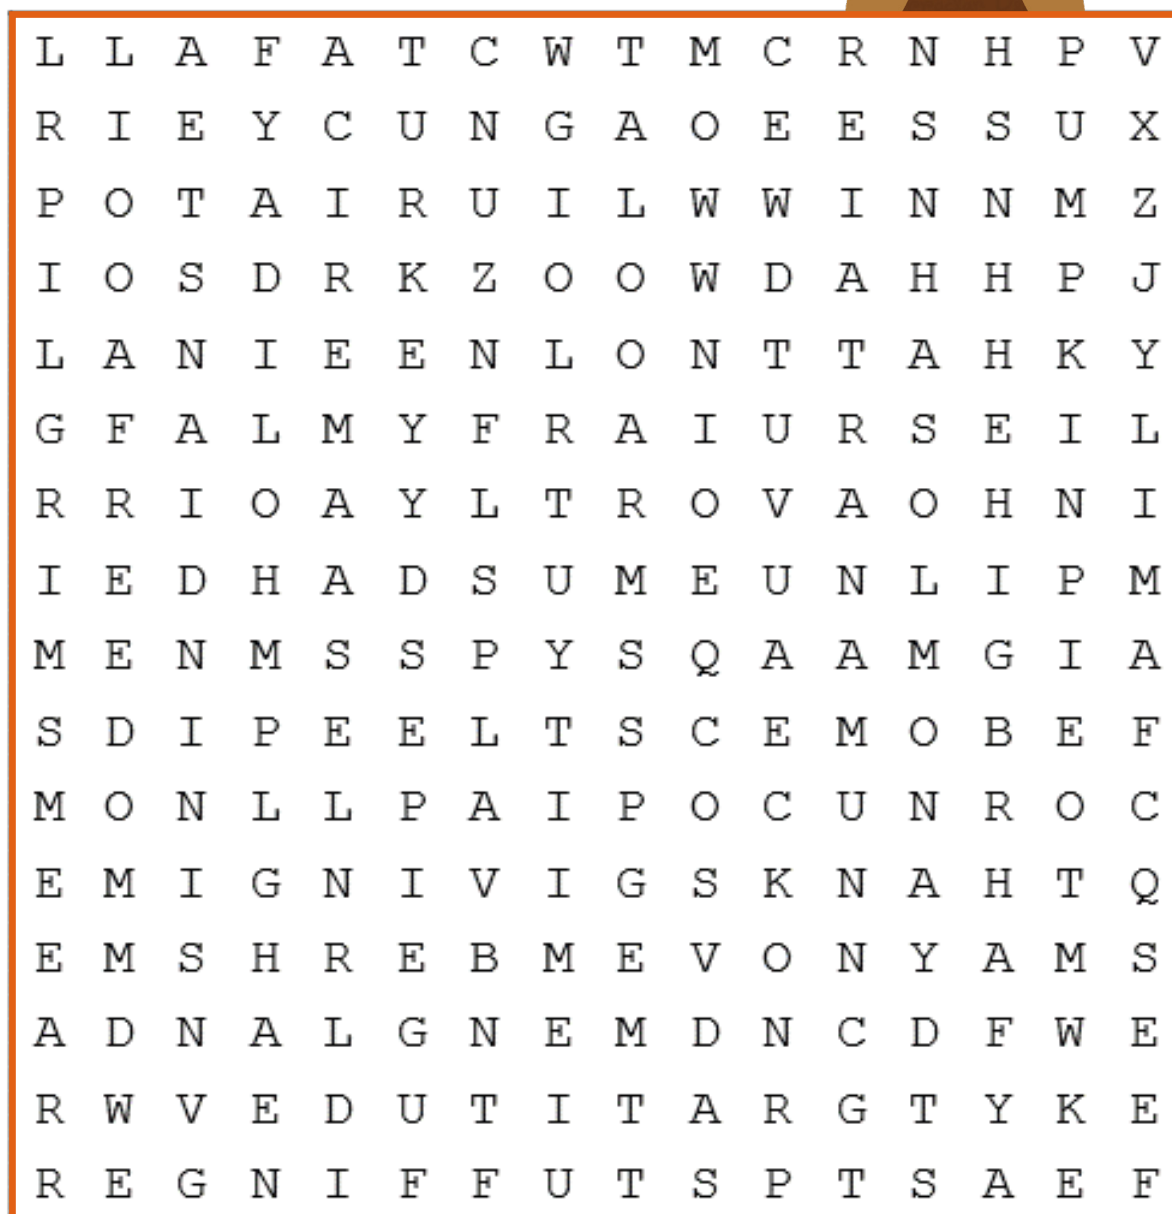 L L A F A T C W T M C R N H P V
R I E Y C U N G A O E E S S U X
P O T A I R U I L W W I N N M Z
I O S D R K Z O O W D A H H P J
L A N I E E N L O N T T A H K Y
G F A L M Y F R A I U R S E I L
R R I O A Y L T R O V A O H N I
I E D H A D S U M E U N L I P M
M E N M S S P Y S Q A A M G I A
S D I P E E L T S C E M O B E F
M O N L L P A I P O C U N R O C
E M I G N I V I G S K N A H T Q
E M S H R E B M E V O N Y A M S
A D N A L G N E M D N C D F W E
R W V E D U T I T A R G T Y K E
R E G N I F F U T S P T S A E F